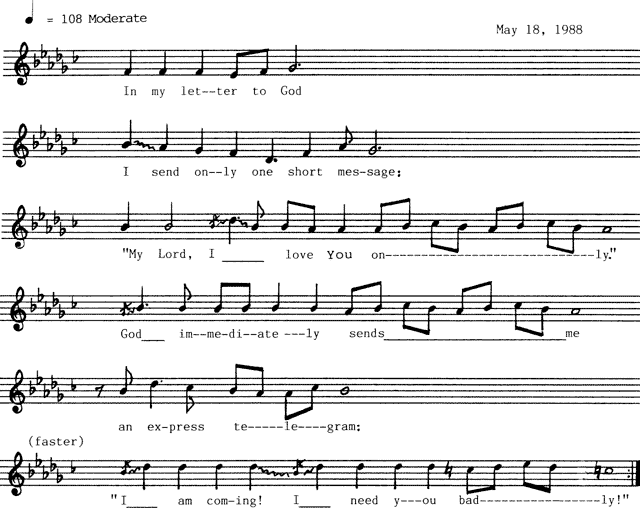 = 108 Moderate
May 18, 1988
In my let--ter to God
I send on--ly one short mes-sage:
"My Lord, I _____ love You on-----------------------------ly."
God___ im--me-di--ate ---ly sends_________________________me
an ex-press te-----le----gram:
(faster)
"I____ am com-ing! I____ need y---ou bad-----------------ly!"